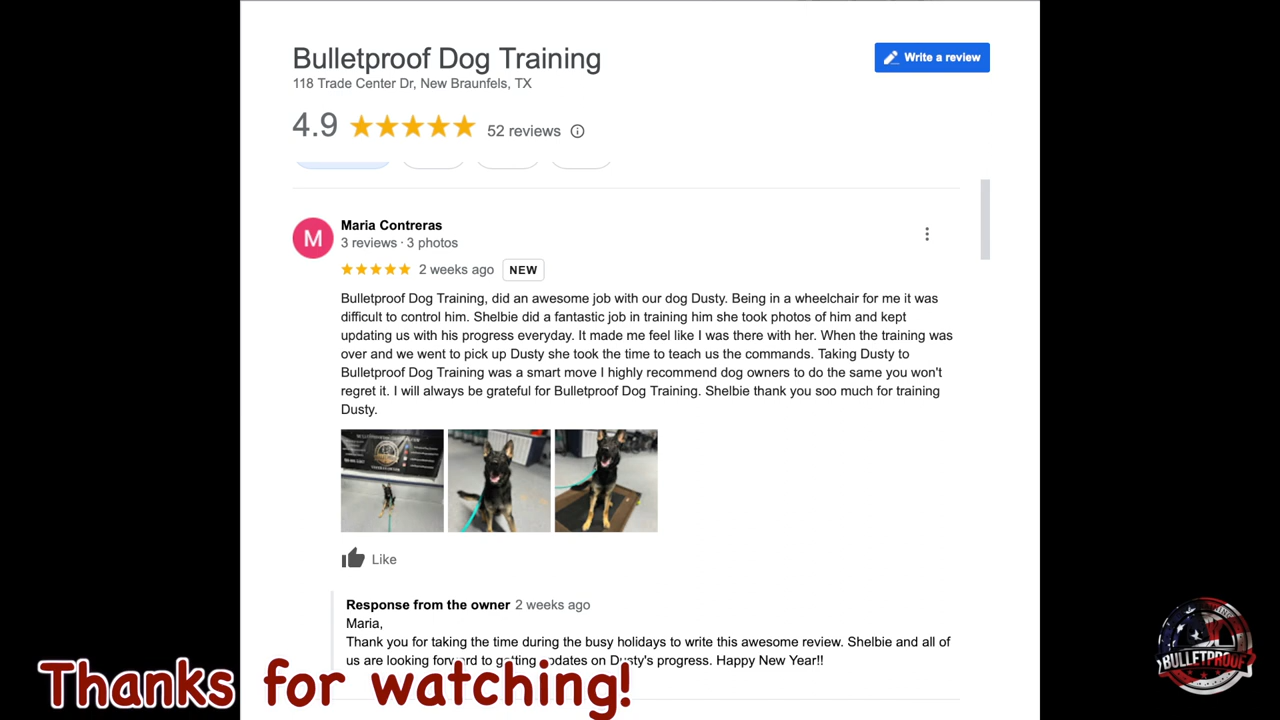 Bulletproof Dog Training
Write a review
118 Trade Center Dr, New Braunfels, TX
4.9
52 reviews
M
Maria Contreras
3 reviews · 3 photos
2 weeks ago
NEW
Bulletproof Dog Training, did an awesome job with our dog Dusty. Being in a wheelchair for me it was
difficult to control him. Shelbie did a fantastic job in training him she took photos of him and kept
updating us with his progress everyday. It made me feel like I was there with her. When the training was
over and we went to pick up Dusty she took the time to teach us the commands. Taking Dusty to
Bulletproof Dog Training was a smart move I highly recommend dog owners to do the same you won't
regret it. I will always be grateful for Bulletproof Dog Training. Shelbie thank you soo much for training
Dusty.
Like
Response from the owner 2 weeks ago
Maria,
Thank you for taking the time during the busy holidays to write this awesome review. Shelbie and all of
us are looking forward to getting updates on Dusty's progress. Happy New Year!!
Thanks for watching!
BULLETPROOF